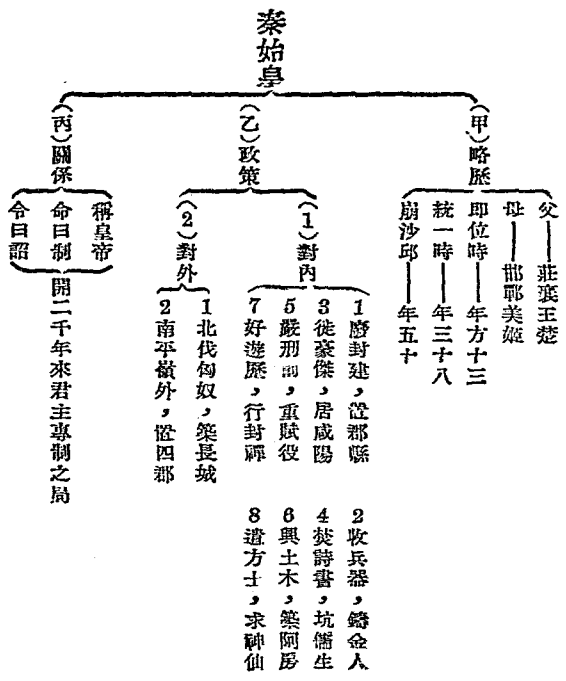 秦始皇
(甲)略歷
父——莊襄王楚
母——邯鄲美姬
即位時——年方十三
統一時——年三十八
崩沙邱——年五十
(乙)政策
(1)對內
1廢封建，置郡縣
2收兵器，鑄金人
3徙豪傑，居咸陽
4焚詩書，坑儒生
5嚴刑罰，重賦役
6興土木，築阿房
7好遊歷，行封禪
8遣方士，求神仙
(2)對外
1北伐匈奴，築長城
2南平嶺外，置四郡
(丙)關係
稱皇帝
命曰制
令曰詔
開二千年來君主專制之局